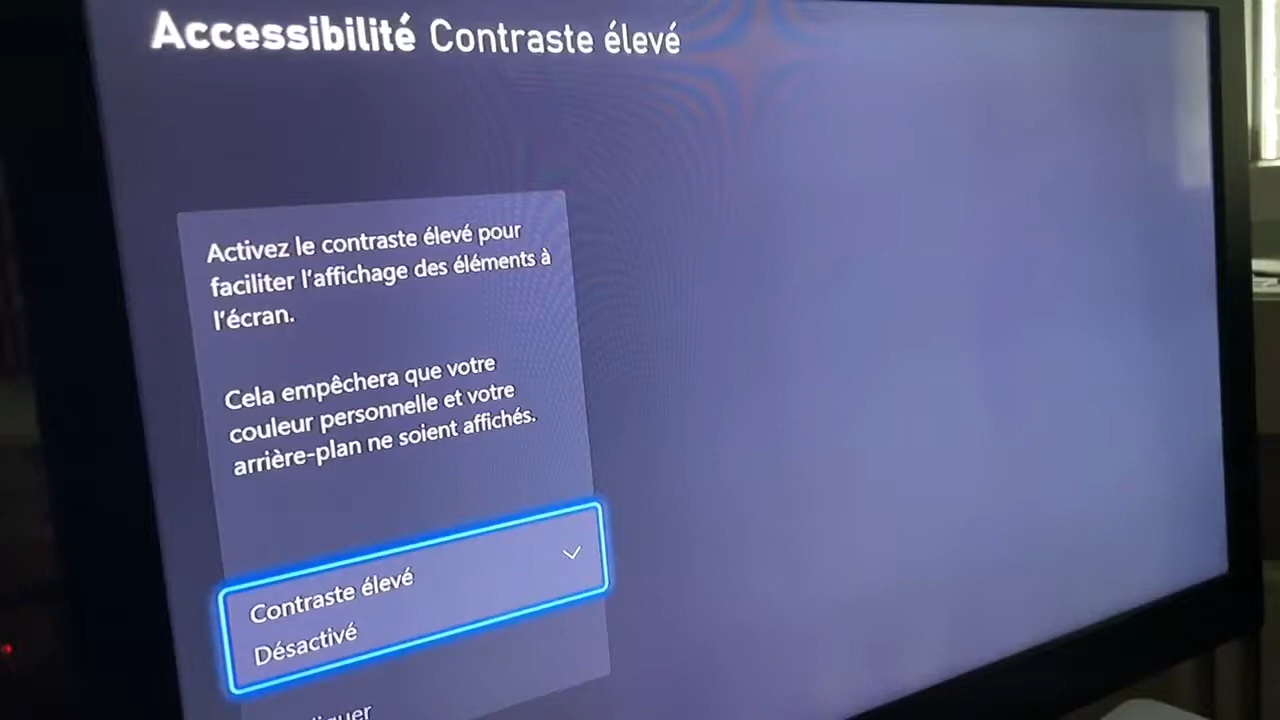 Accessibilité Contraste élevé
Activez le contraste élevé pour
faciliter l'affichage des éléments à
l'écran.
Cela empêchera que votre
couleur personnelle et votre
arrière-plan ne soient affichés.
Contraste élevé
Désactivé